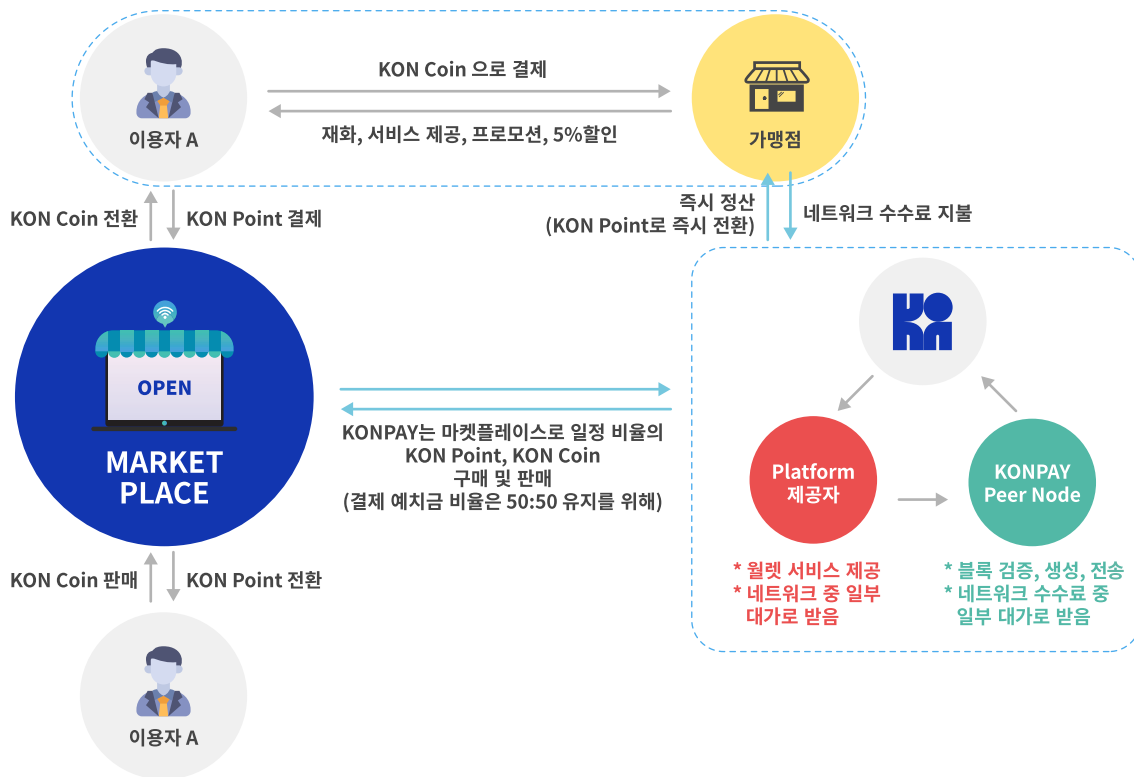 KON Coin 으로 결제
이용자 A
재화, 서비스 제공, 프로모션, 5%할인
가맹점
KON Coin 전환
KON Point 결제
즉시 정산
(KON Point로 즉시 전환)
네트워크 수수료 지불
OPEN
MARKET
PLACE
KONPAY는 마켓플레이스로 일정 비율의
KON Point, KON Coin
구매 및 판매
(결제 예치금 비율은 50:50 유지를 위해)
KON
Platform
제공자
KONPAY
Peer Node
* 월렛 서비스 제공
* 네트워크 중 일부
대가로 받음
* 블록 검증, 생성, 전송
* 네트워크 수수료 중
일부 대가로 받음
KON Coin 판매
KON Point 전환
이용자 A